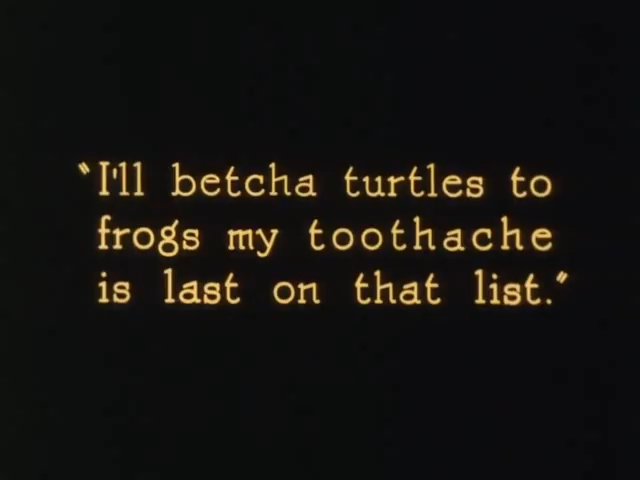 "I'll betcha turtles to
frogs my toothache
is last on that list."